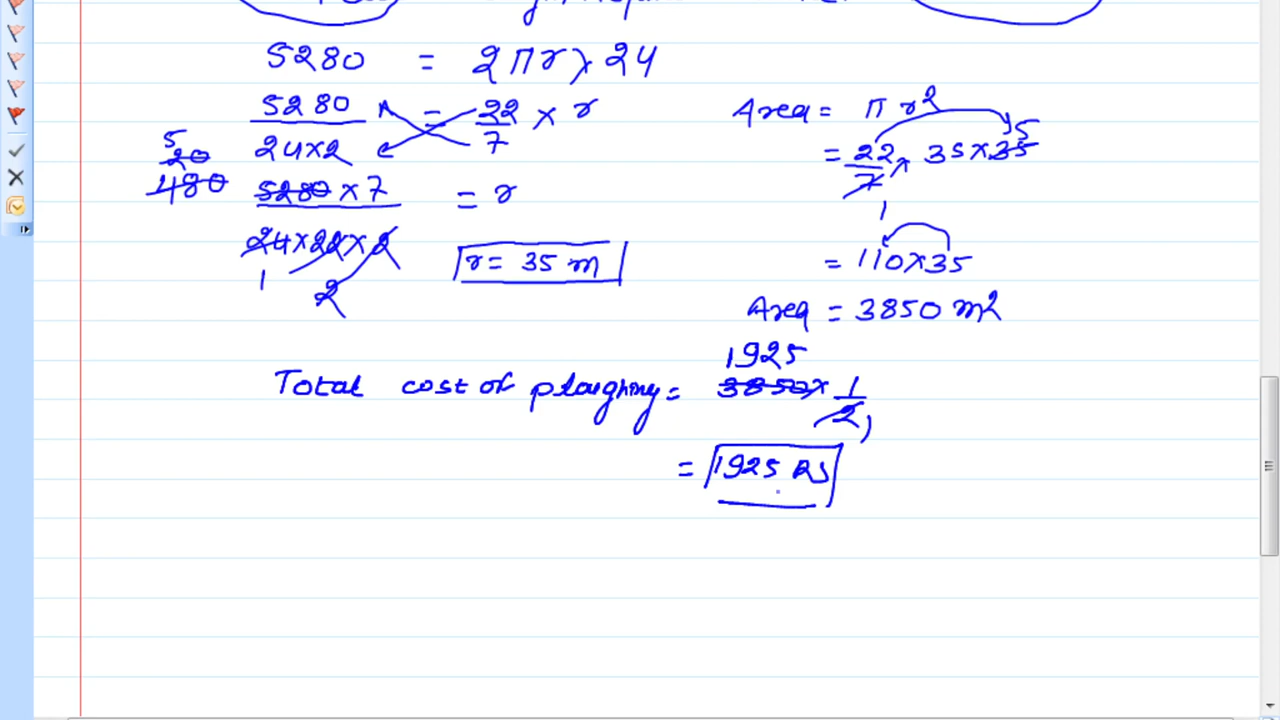 5280 = 2πr × 24
5280 = 22 × r
24×2 7
5
20
480
5280 × 7 = r
24×22×2
1
2
r = 35 m
Area = πr²
5
= 22 × 35×35
7
1
= 110×35
Area = 3850 m²
1925
Total cost of ploughing = 3850 × 1
2
1
= 1925 Rs